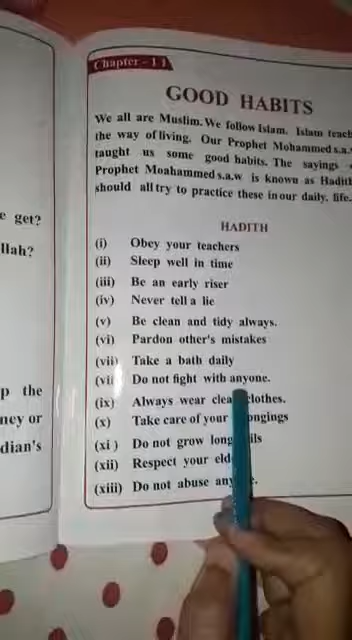 Chapter - 11
GOOD HABITS
We all are Muslim. We follow Islam. Islam teach
the way of living. Our Prophet Mohammed s.a.
taught us some good habits. The sayings
Prophet Moahammed s.a.w is known as Hadith
should all try to practice these in our daily. life.
HADITH
(i) Obey your teachers
(ii) Sleep well in time
(iii) Be an early riser
(iv) Never tell a lie
(v) Be clean and tidy always.
(vi) Pardon other's mistakes
(vii) Take a bath daily
(vii Do not fight with anyone.
(ix) Always wear clea clothes.
(x) Take care of your ongings
(xi ) Do not grow long ils
(xii) Respect your eld
(xiii) Do not abuse any e.
e get?
llah?
p the
ney or
dian's